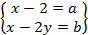 x − 2 = a
x − 2y = b